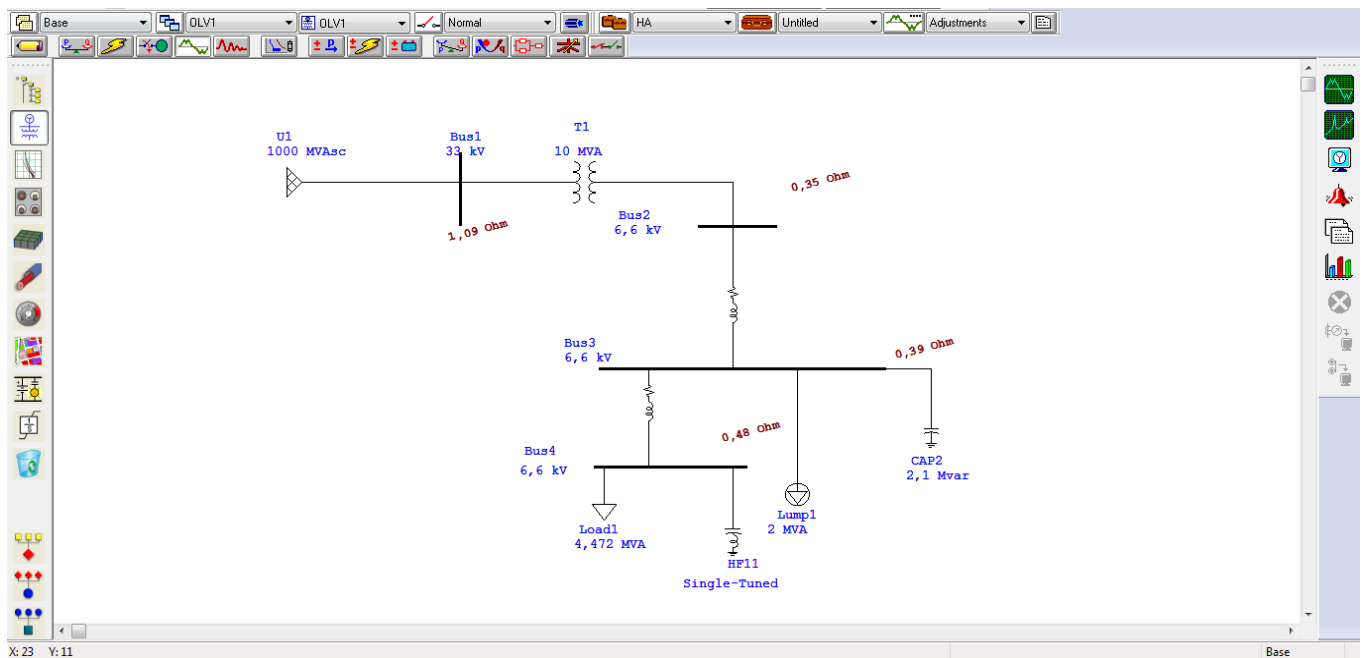 Base
OLV1
OLV1
Normal
HA
Untitled
Adjustments
U1
1000 MVAsc
Bus1
33 kV
1,09 Ohm
T1
10 MVA
0,35 Ohm
Bus2
6,6 kV
Bus3
6,6 kV
0,39 Ohm
0,48 Ohm
Bus4
6,6 kV
CAP2
2,1 Mvar
Load1
4,472 MVA
Lump1
2 MVA
HF11
Single-Tuned
X: 23 Y: 11
Base